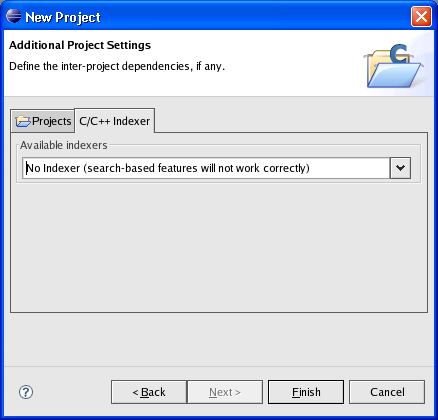 New Project
Additional Project Settings
Define the inter-project dependencies, if any.
C
Projects C/C++ Indexer
Available indexers
No Indexer (search-based features will not work correctly)
? < Back Next > Finish Cancel